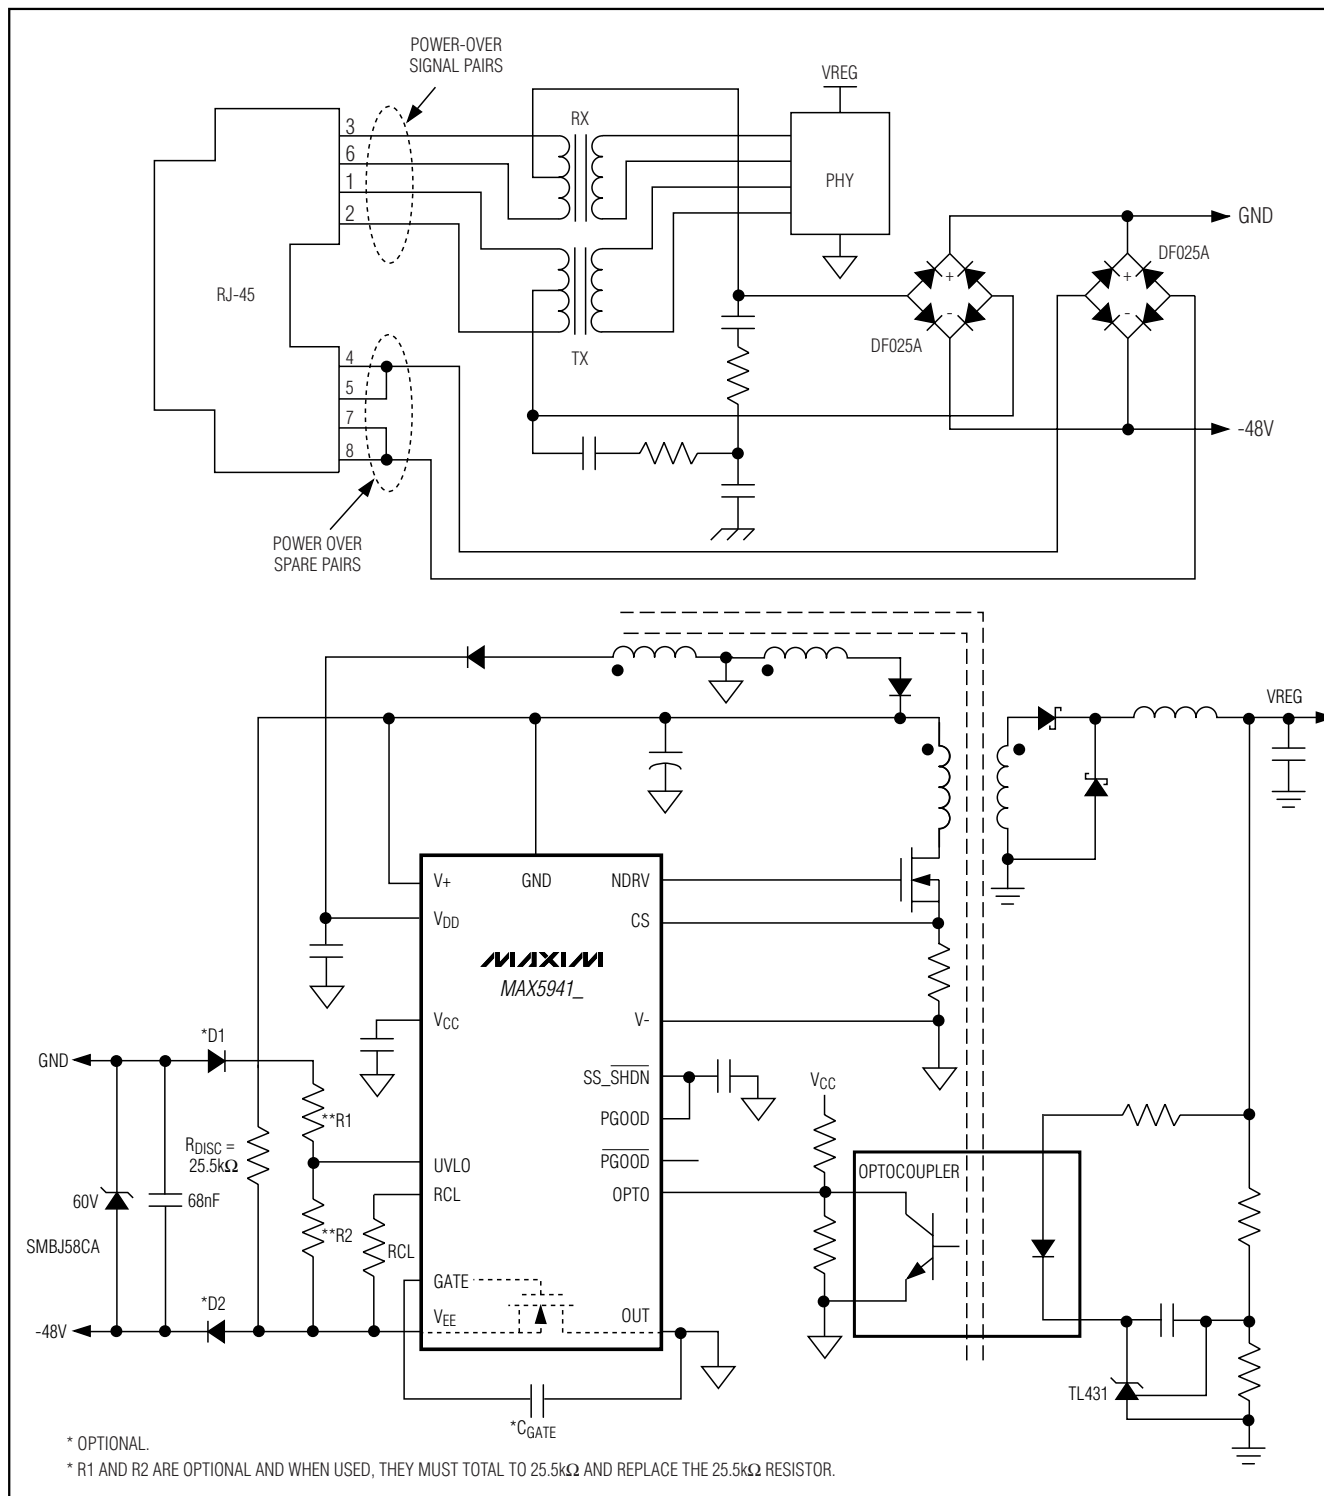 POWER-OVER
SIGNAL PAIRS
VREG
3
RX
6
1
PHY
2
GND
DF025A
RJ-45
+
+
-
-
DF025A
4
TX
5
7
-48V
8
POWER OVER
SPARE PAIRS
VREG
V+
GND
NDRV
VDD
CS
MAXIM
MAX5941_
VCC
V-
*D1
GND
SS_SHDN
VCC
**R1
PGOOD
RDISC =
25.5kΩ
UVLO
PGOOD
OPTOCOUPLER
60V
68nF
RCL
OPTO
SMBJ58CA
**R2
RCL
GATE
*D2
-48V
VEE
OUT
TL431
*CGATE
* OPTIONAL.
* R1 AND R2 ARE OPTIONAL AND WHEN USED, THEY MUST TOTAL TO 25.5kΩ AND REPLACE THE 25.5kΩ RESISTOR.